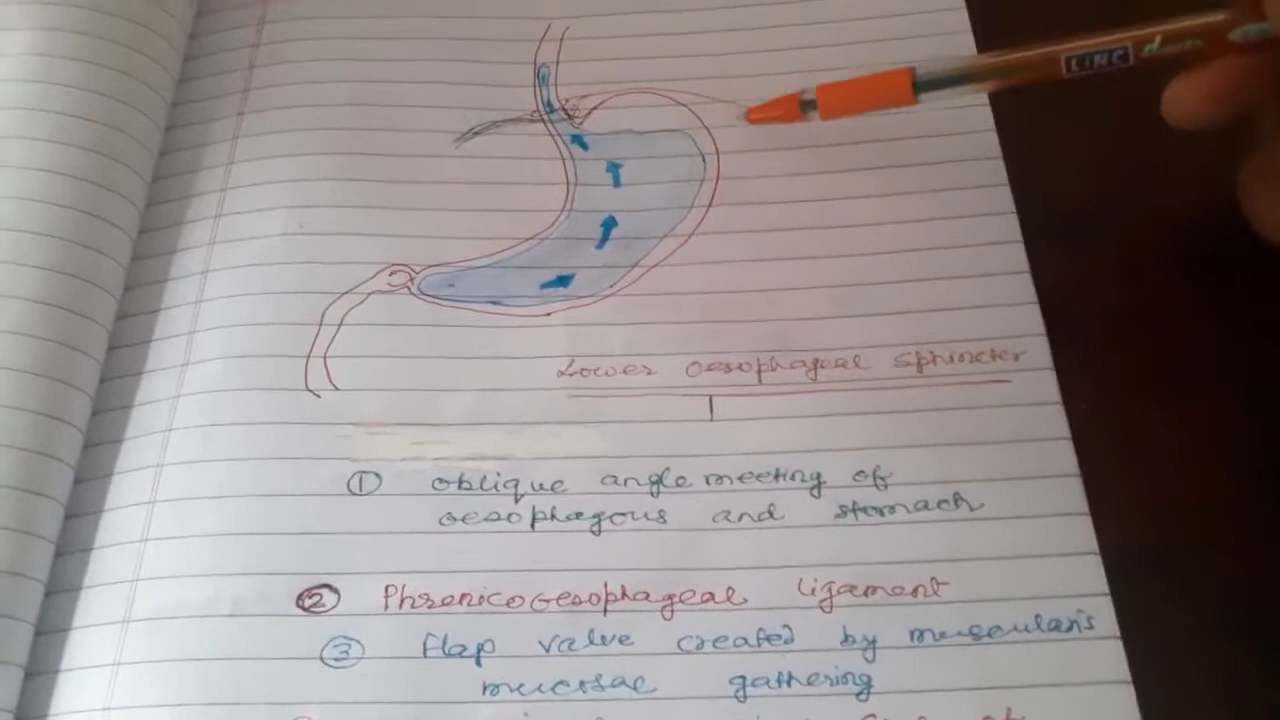 LINC
Lower oesophageal sphincter
① oblique angle meeting of
oesophagous and stomach
② Phrenicooesophageal ligament
③ flap valve created by muscularis
mucosae gathering